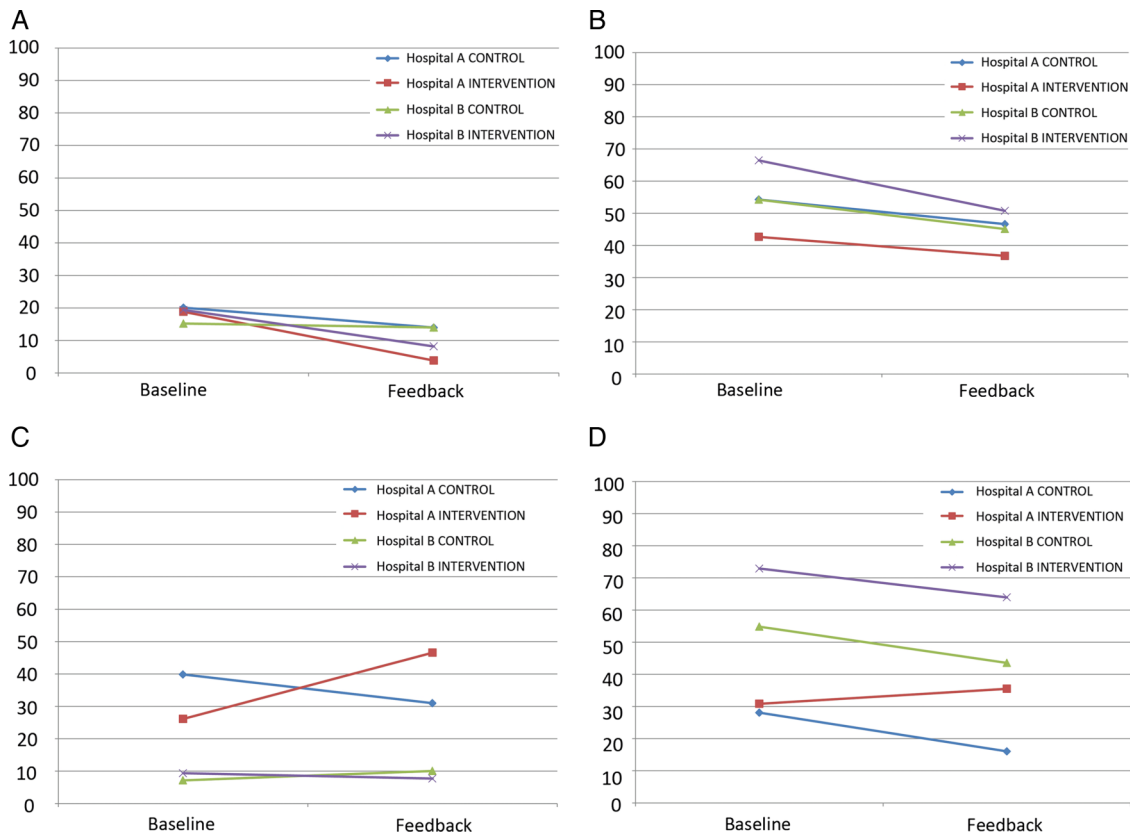 A
100
90
80
70
60
50
40
30
20
10
0
Hospital A CONTROL
Hospital A INTERVENTION
Hospital B CONTROL
Hospital B INTERVENTION
Baseline Feedback
B
100
90
80
70
60
50
40
30
20
10
0
Hospital A CONTROL
Hospital A INTERVENTION
Hospital B CONTROL
Hospital B INTERVENTION
Baseline Feedback
C
100
90
80
70
60
50
40
30
20
10
0
Hospital A CONTROL
Hospital A INTERVENTION
Hospital B CONTROL
Hospital B INTERVENTION
Baseline Feedback
D
100
90
80
70
60
50
40
30
20
10
0
Hospital A CONTROL
Hospital A INTERVENTION
Hospital B CONTROL
Hospital B INTERVENTION
Baseline Feedback